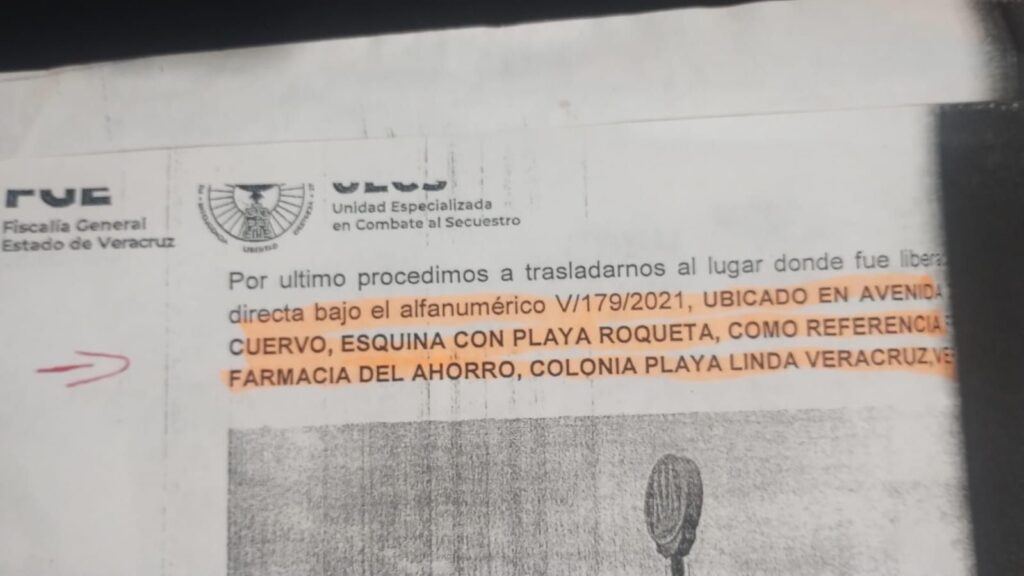 FGE
Fiscalía General
Estado de Veracruz
UECS
Unidad Especializada
en Combate al Secuestro
Por ultimo procedimos a trasladarnos al lugar donde fue
directa bajo el alfanumérico V/179/2021, UBICADO EN AVENIDA
CUERVO, ESQUINA CON PLAYA ROQUETA, COMO REFERENCIA
FARMACIA DEL AHORRO, COLONIA PLAYA LINDA VERACRUZ,